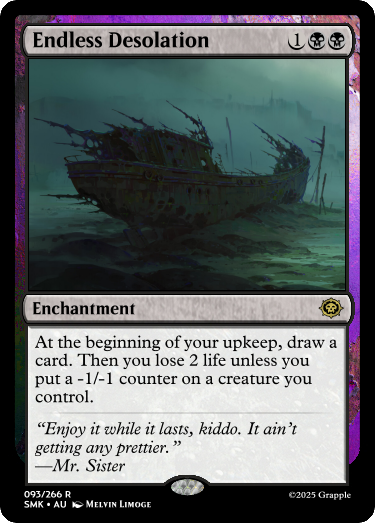 Endless Desolation 1
Enchantment
At the beginning of your upkeep, draw a
card. Then you lose 2 life unless you
put a -1/-1 counter on a creature you
control.
“Enjoy it while it lasts, kiddo. It ain’t
getting any prettier.”
—Mr. Sister
093/266 R
SMK • AU Melvin Limoge
©2025 Grapple